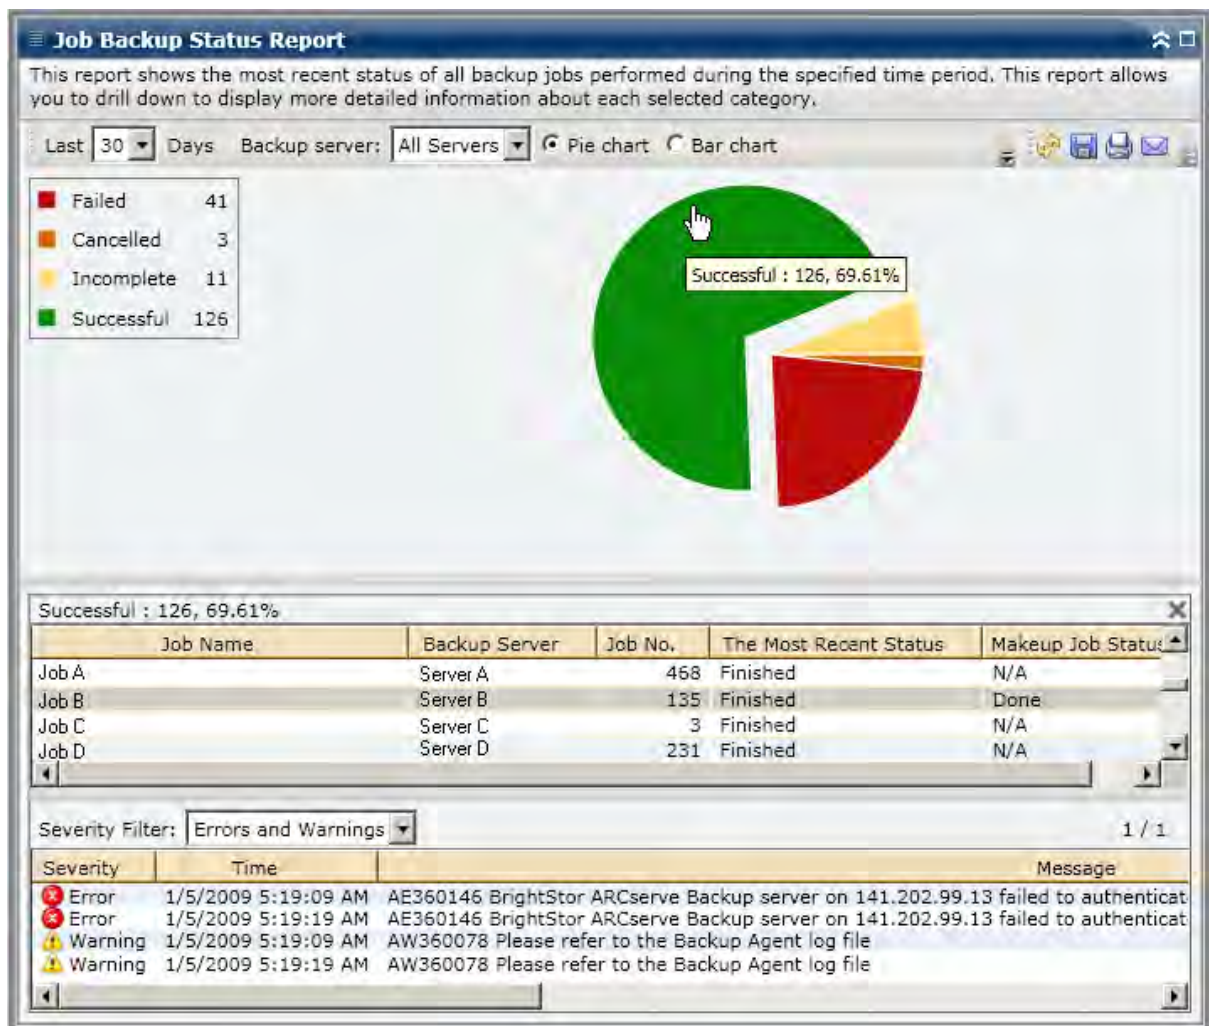 Job Backup Status Report
This report shows the most recent status of all backup jobs performed during the specified time period. This report allows
you to drill down to display more detailed information about each selected category.
Last 30 Days Backup server: All Servers Pie chart Bar chart
Failed 41
Cancelled 3
Incomplete 11
Successful 126
Successful : 126, 69.61%
Successful : 126, 69.61%
Job Name Backup Server Job No. The Most Recent Status Makeup Job Status
Job A Server A 468 Finished N/A
Job B Server B 135 Finished Done
Job C Server C 3 Finished N/A
Job D Server D 231 Finished N/A
Severity Filter: Errors and Warnings 1 / 1
Severity Time Message
Error 1/5/2009 5:19:09 AM AE360146 BrightStor ARCserve Backup server on 141.202.99.13 failed to authenticat
Error 1/5/2009 5:19:19 AM AE360146 BrightStor ARCserve Backup server on 141.202.99.13 failed to authenticat
Warning 1/5/2009 5:19:09 AM AW360078 Please refer to the Backup Agent log file
Warning 1/5/2009 5:19:19 AM AW360078 Please refer to the Backup Agent log file